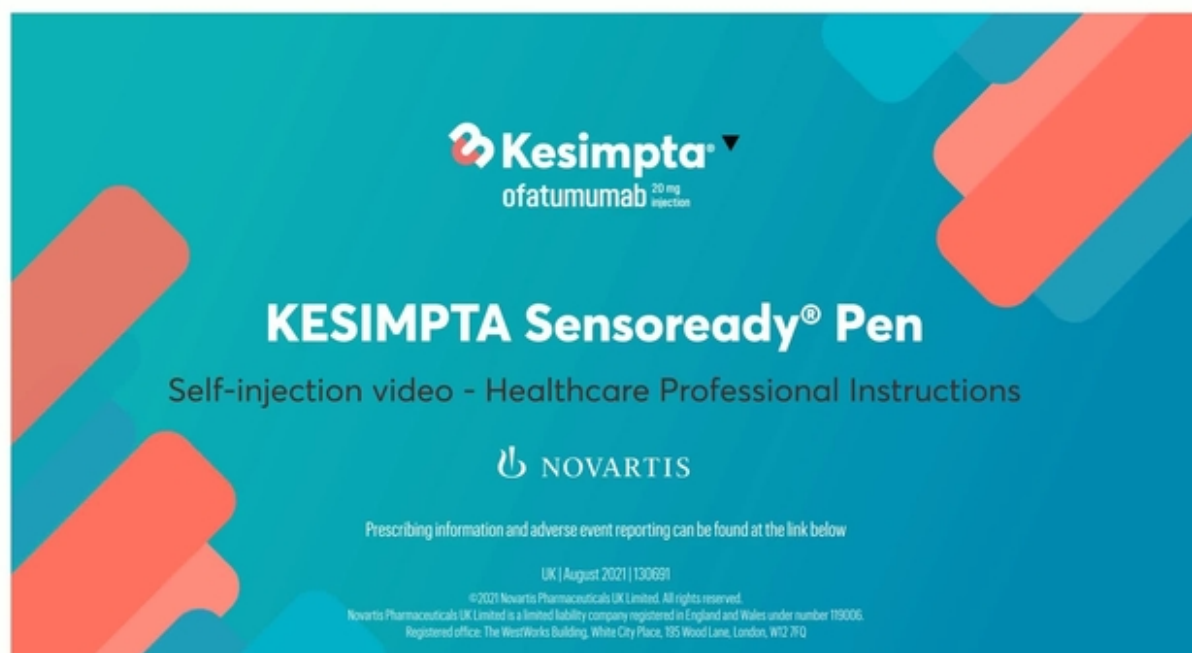 Kesimpta® ▼
ofatumumab 20 mg injection
KESIMPTA Sensoready® Pen
Self-injection video - Healthcare Professional Instructions
NOVARTIS
Prescribing information and adverse event reporting can be found at the link below
UK | August 2021 | 130691
©2021 Novartis Pharmaceuticals UK Limited. All rights reserved.
Novartis Pharmaceuticals UK Limited is a limited liability company registered in England and Wales under number 119006.
Registered office: The WestWorks Building, White City Place, 195 Wood Lane, London, W12 7FQ